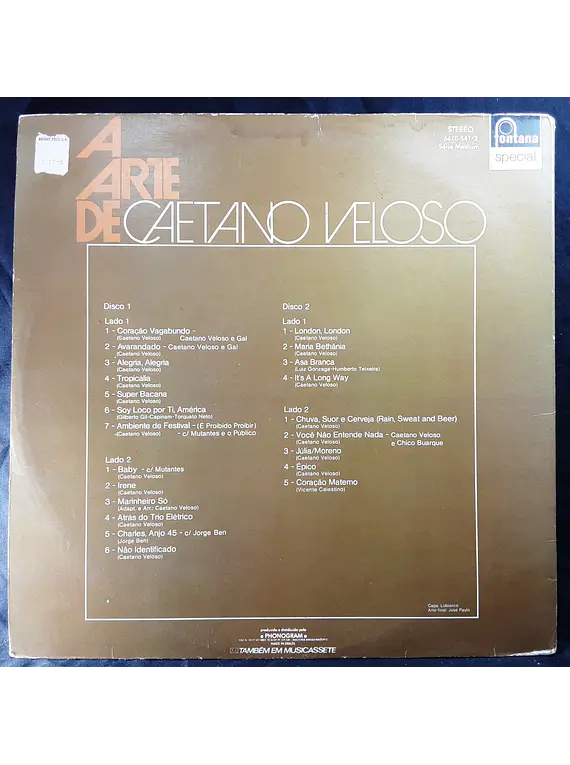 A
ARTE
DE CAETANO VELOSO
STEREO
6470 541/2
Série Medium
fontana
special
Disco 1
Lado 1
1 - Coração Vagabundo - Caetano Veloso e Gal
(Caetano Veloso)
2 - Avarandado - Caetano Veloso e Gal
(Caetano Veloso)
3 - Alegria, Alegria
(Caetano Veloso)
4 - Tropicália
(Caetano Veloso)
5 - Super Bacana
(Caetano Veloso)
6 - Soy Loco por Ti, América
(Gilberto Gil-Capinam-Torquato Neto)
7 - Ambiente de Festival - (É Proibido Proibir)
(Caetano Veloso) - c/ Mutantes e o Público
Lado 2
1 - Baby - c/ Mutantes
(Caetano Veloso)
2 - Irene
(Caetano Veloso)
3 - Marinheiro Só
(Adapt. e Arr: Caetano Veloso)
4 - Atrás do Trio Elétrico
(Caetano Veloso)
5 - Charles, Anjo 45 - c/ Jorge Ben
(Jorge Ben)
6 - Não Identificado
(Caetano Veloso)
Disco 2
Lado 1
1 - London, London
(Caetano Veloso)
2 - Maria Bethânia
(Caetano Veloso)
3 - Asa Branca
(Luiz Gonzaga-Humberto Teixeira)
4 - It's A Long Way
(Caetano Veloso)
Lado 2
1 - Chuva, Suor e Cerveja (Rain, Sweat and Beer)
(Caetano Veloso)
2 - Você Não Entende Nada - Caetano Veloso
(Caetano Veloso) e Chico Buarque
3 - Júlia/Moreno
(Caetano Veloso)
4 - Épico
(Caetano Veloso)
5 - Coração Materno
(Vicente Celestino)
Capa: Lobianco
Arte-final: José Paulo
produzido e distribuído pela
PHONOGRAM
MADE IN BRAZIL
TAMBÉM EM MUSICASSETE